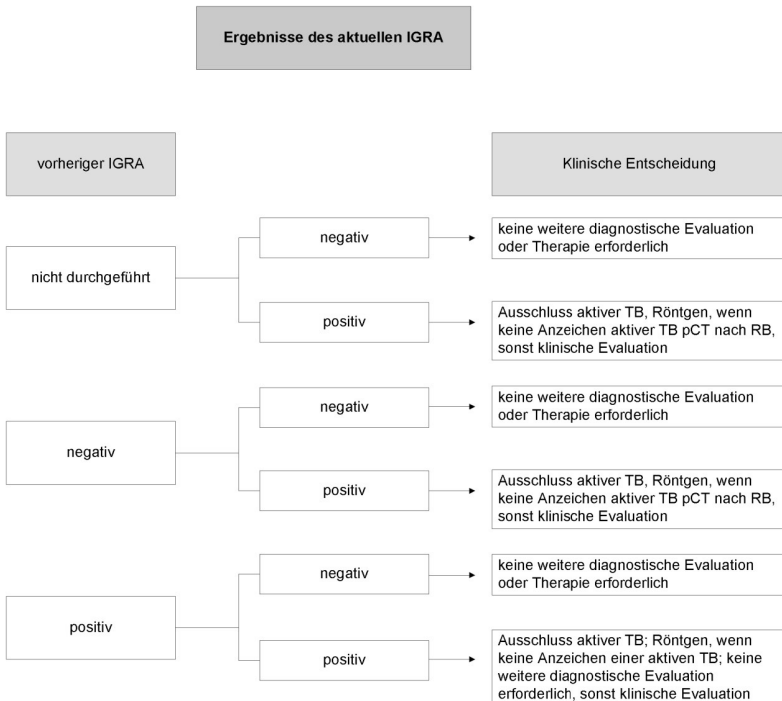 Ergebnisse des aktuellen IGRA
vorheriger IGRA
Klinische Entscheidung
nicht durchgeführt
negativ
keine weitere diagnostische Evaluation
oder Therapie erforderlich
positiv
Ausschluss aktiver TB, Röntgen, wenn
keine Anzeichen aktiver TB pCT nach RB,
sonst klinische Evaluation
negativ
negativ
keine weitere diagnostische Evaluation
oder Therapie erforderlich
positiv
Ausschluss aktiver TB, Röntgen, wenn
keine Anzeichen aktiver TB pCT nach RB,
sonst klinische Evaluation
positiv
negativ
keine weitere diagnostische Evaluation
oder Therapie erforderlich
positiv
Ausschluss aktiver TB; Röntgen, wenn
keine Anzeichen einer aktiven TB; keine
weitere diagnostische Evaluation
erforderlich, sonst klinische Evaluation